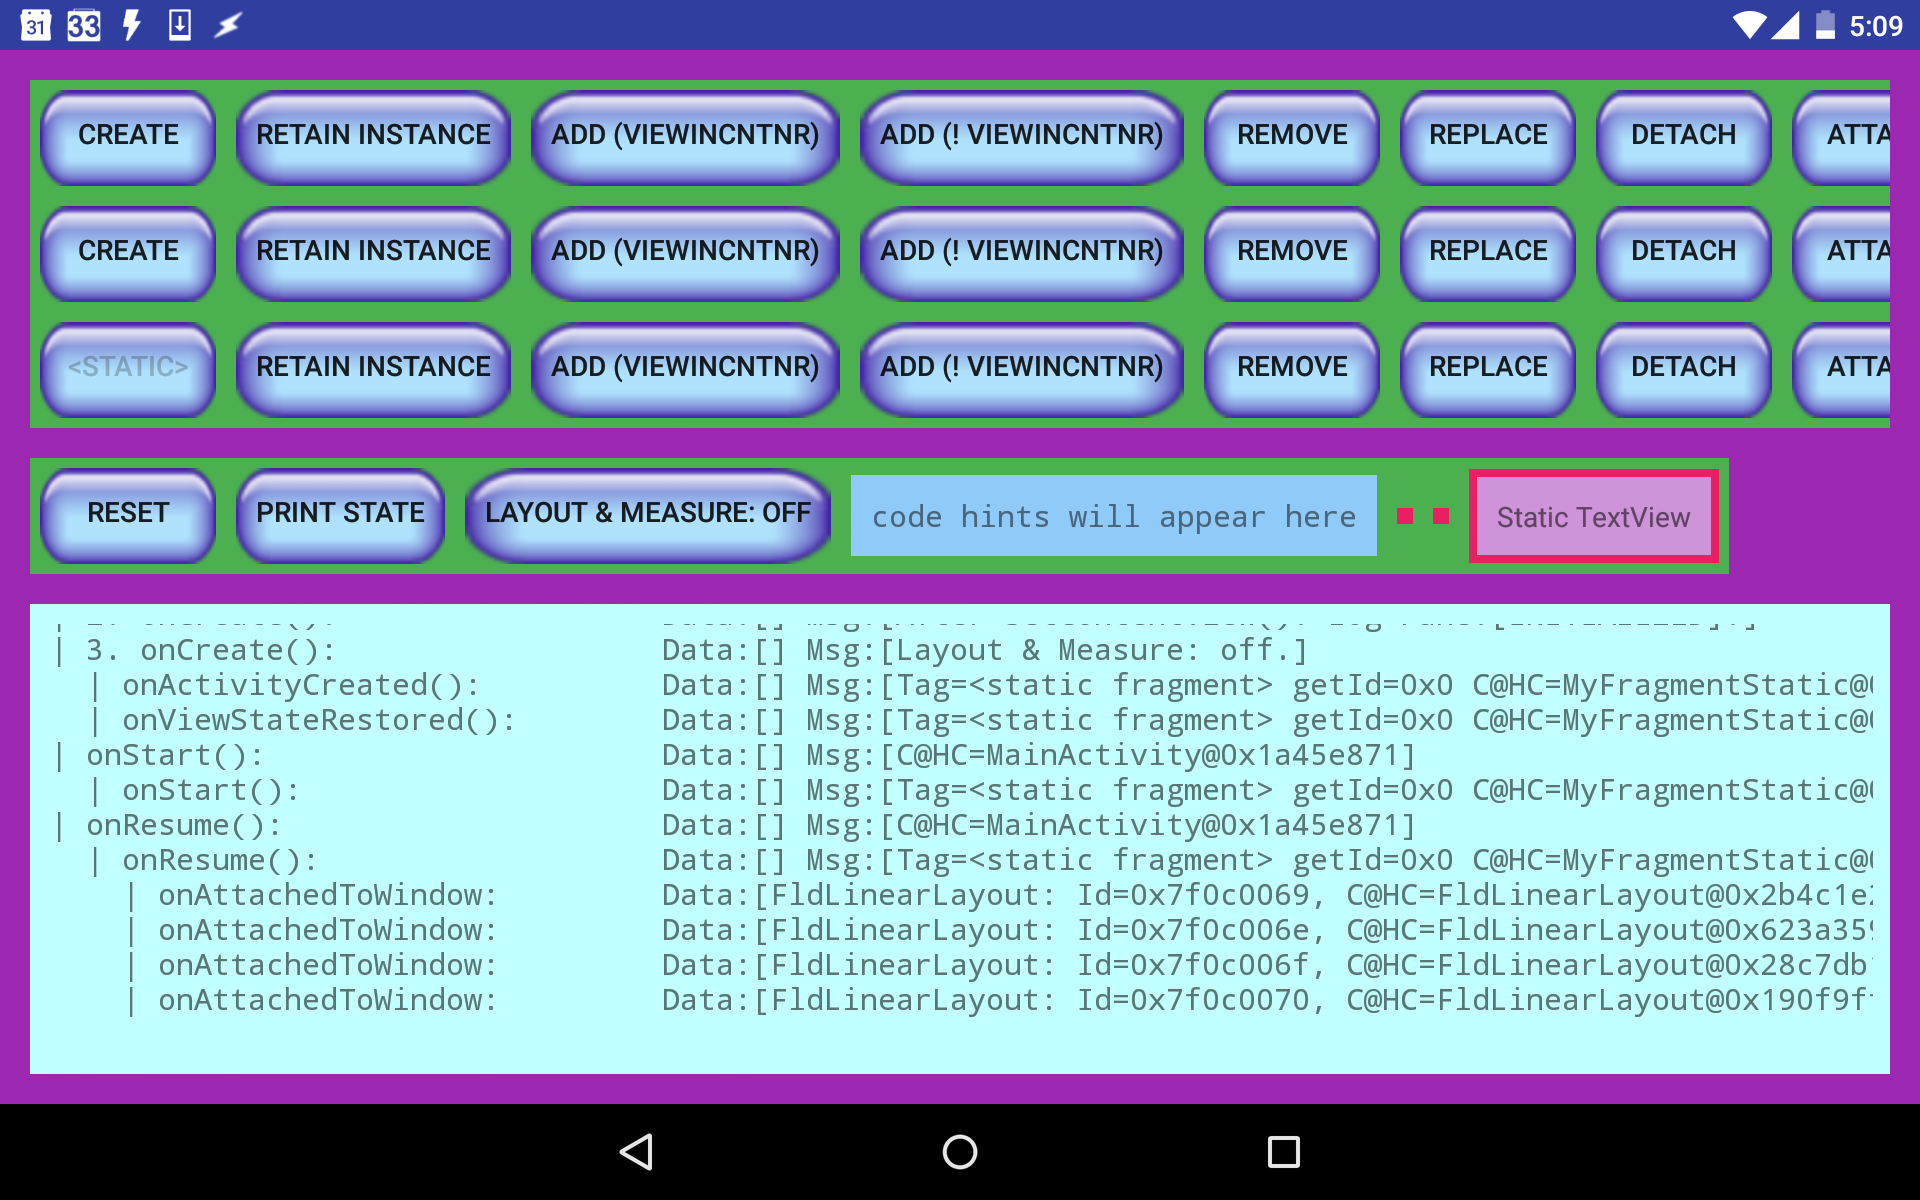 31 33 5:09
CREATE RETAIN INSTANCE ADD (VIEWINCNTNR) ADD (! VIEWINCNTNR) REMOVE REPLACE DETACH ATTA
CREATE RETAIN INSTANCE ADD (VIEWINCNTNR) ADD (! VIEWINCNTNR) REMOVE REPLACE DETACH ATTA
<STATIC> RETAIN INSTANCE ADD (VIEWINCNTNR) ADD (! VIEWINCNTNR) REMOVE REPLACE DETACH ATTA
RESET PRINT STATE LAYOUT & MEASURE: OFF code hints will appear here Static TextView
| 3. onCreate(): Data:[] Msg:[Layout & Measure: off.]
| onActivityCreated(): Data:[] Msg:[Tag=<static fragment> getId=0x0 C@HC=MyFragmentStatic@0
| onViewStateRestored(): Data:[] Msg:[Tag=<static fragment> getId=0x0 C@HC=MyFragmentStatic@0
| onStart(): Data:[] Msg:[C@HC=MainActivity@0x1a45e871]
| onStart(): Data:[] Msg:[Tag=<static fragment> getId=0x0 C@HC=MyFragmentStatic@0
| onResume(): Data:[] Msg:[C@HC=MainActivity@0x1a45e871]
| onResume(): Data:[] Msg:[Tag=<static fragment> getId=0x0 C@HC=MyFragmentStatic@0
| onAttachedToWindow: Data:[FldLinearLayout: Id=0x7f0c0069, C@HC=FldLinearLayout@0x2b4c1e2
| onAttachedToWindow: Data:[FldLinearLayout: Id=0x7f0c006e, C@HC=FldLinearLayout@0x623a359
| onAttachedToWindow: Data:[FldLinearLayout: Id=0x7f0c006f, C@HC=FldLinearLayout@0x28c7db
| onAttachedToWindow: Data:[FldLinearLayout: Id=0x7f0c0070, C@HC=FldLinearLayout@0x190f9f